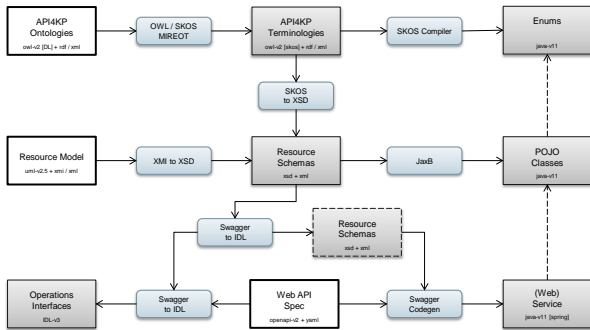 API4KP
Ontologies
owl-v2 [DL] + rdf / xml
OWL / SKOS
MIREOT
API4KP
Terminologies
owl-v2 [skos] + rdf / xml
SKOS Compiler
Enums
java-v11
SKOS
to XSD
Resource Model
uml-v2.5 + xmi / xml
XMI to XSD
Resource
Schemas
xsd + xml
JaxB
POJO
Classes
java-v11
Swagger
to IDL
Resource
Schemas
xsd + xml
Operations
Interfaces
IDL-v3
Swagger
to IDL
Web API
Spec
openapi-v2 + yaml
Swagger
Codegen
(Web)
Service
java-v11 [spring]